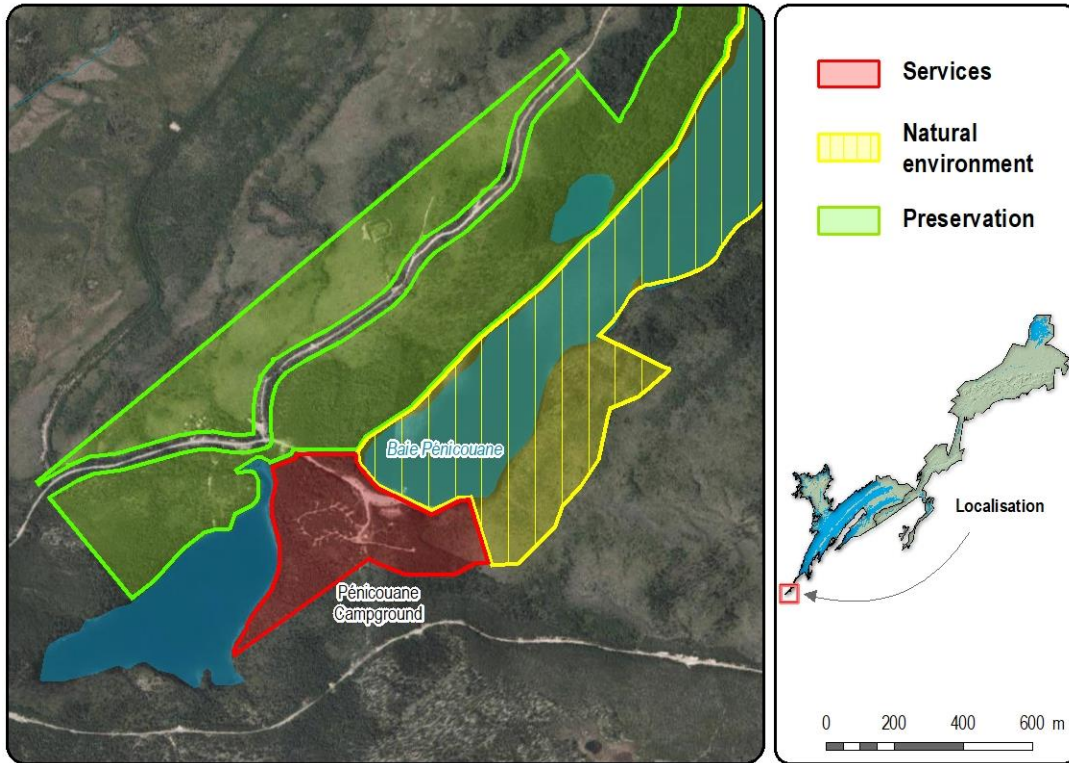 Baie Pénicouane
Pénicouane
Campground
Services
Natural
environment
Preservation
Localisation
0 200 400 600 m